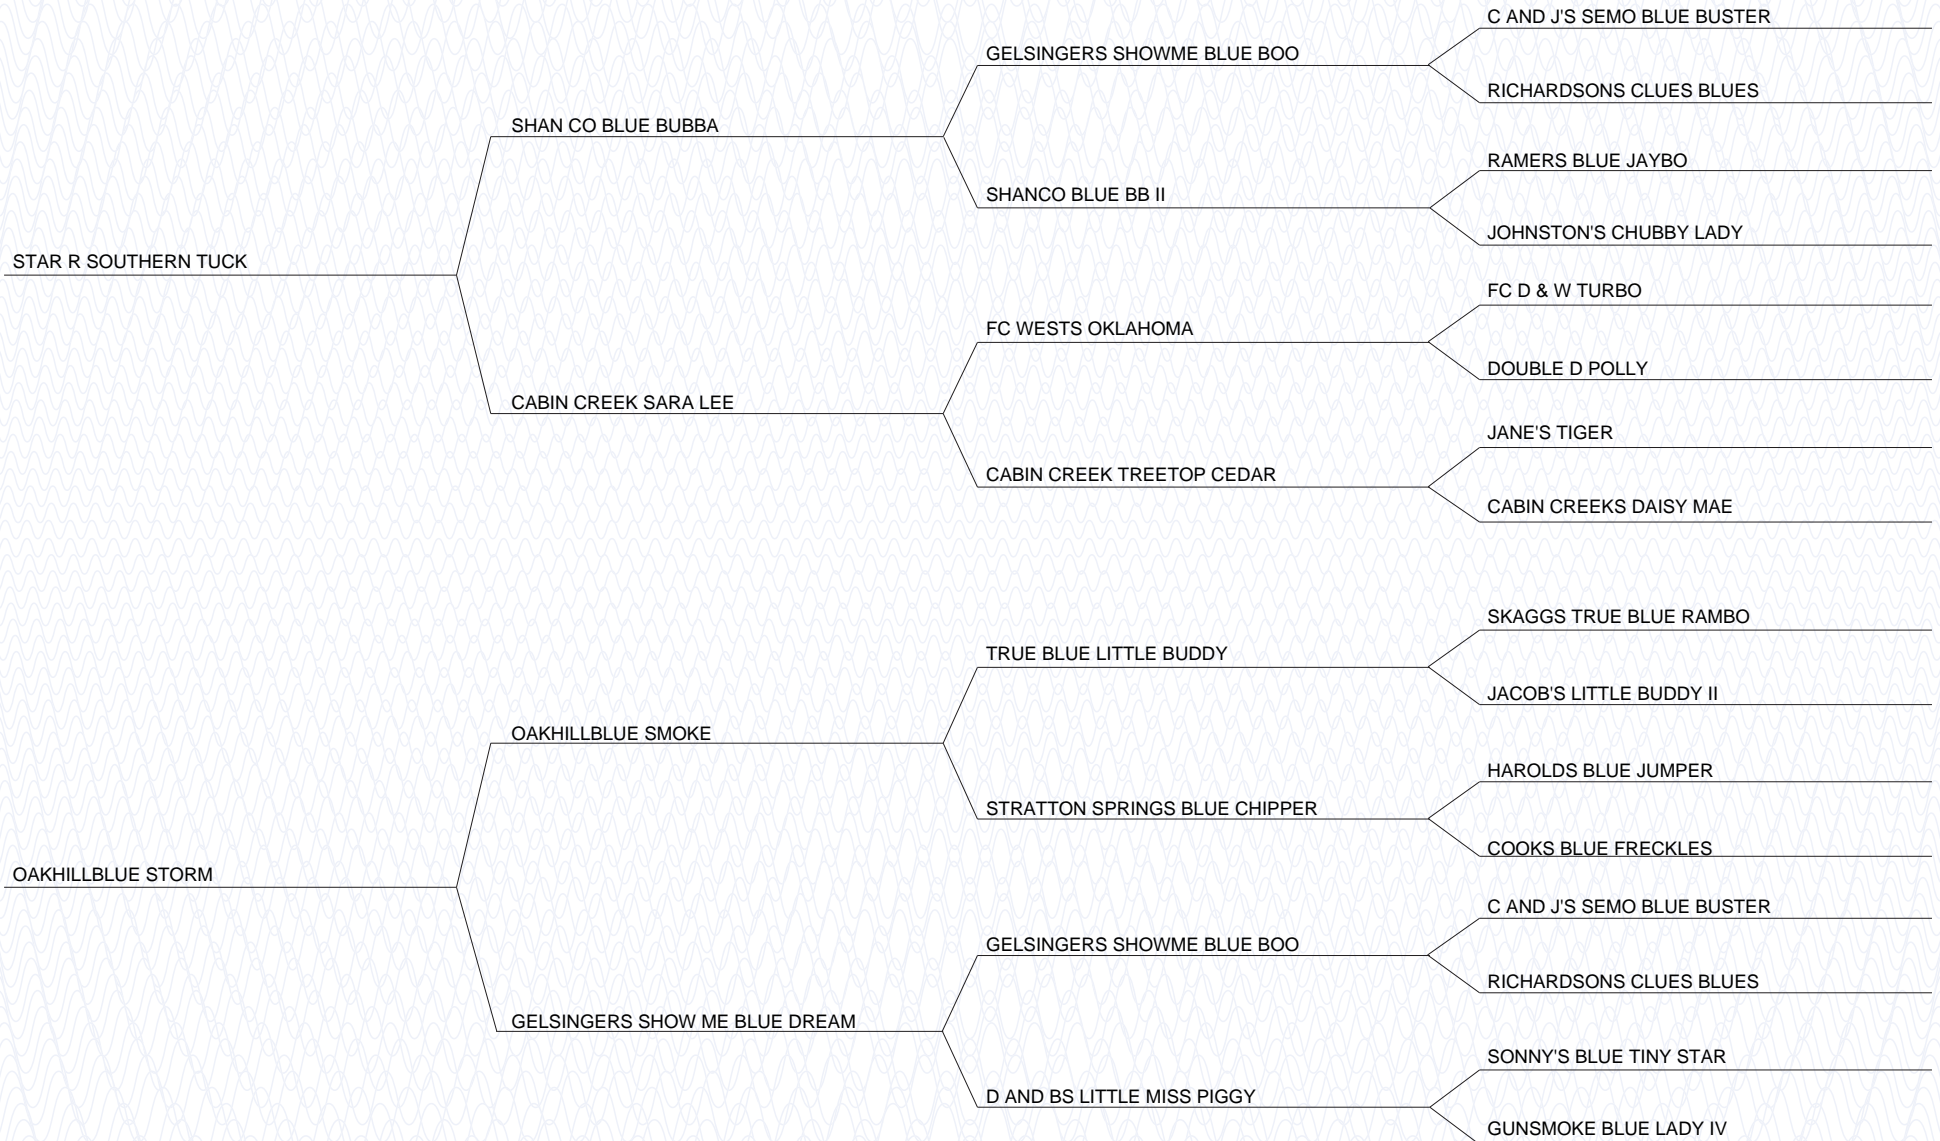 C AND J'S SEMO BLUE BUSTER
GELSINGERS SHOWME BLUE BOO
RICHARDSONS CLUES BLUES
SHAN CO BLUE BUBBA
RAMERS BLUE JAYBO
SHANCO BLUE BB II
JOHNSTON'S CHUBBY LADY
STAR R SOUTHERN TUCK
FC D & W TURBO
FC WESTS OKLAHOMA
DOUBLE D POLLY
CABIN CREEK SARA LEE
JANE'S TIGER
CABIN CREEK TREETOP CEDAR
CABIN CREEKS DAISY MAE
SKAGGS TRUE BLUE RAMBO
TRUE BLUE LITTLE BUDDY
JACOB'S LITTLE BUDDY II
OAKHILLBLUE SMOKE
HAROLDS BLUE JUMPER
STRATTON SPRINGS BLUE CHIPPER
COOKS BLUE FRECKLES
OAKHILLBLUE STORM
C AND J'S SEMO BLUE BUSTER
GELSINGERS SHOWME BLUE BOO
RICHARDSONS CLUES BLUES
GELSINGERS SHOW ME BLUE DREAM
SONNY'S BLUE TINY STAR
D AND BS LITTLE MISS PIGGY
GUNSMOKE BLUE LADY IV